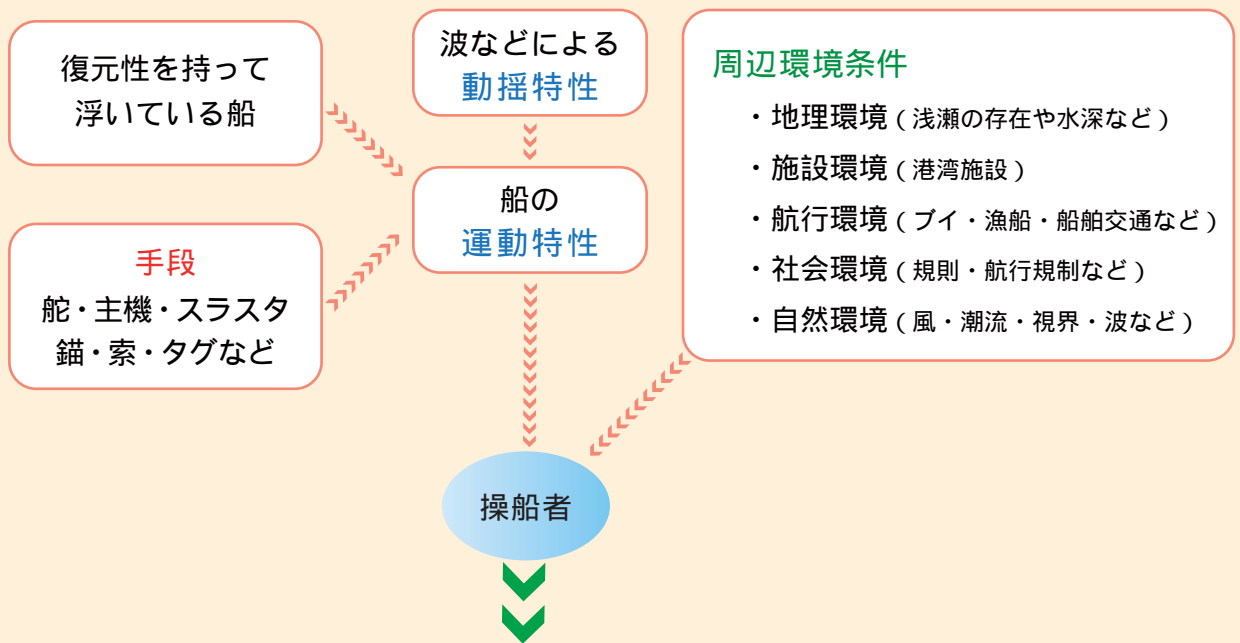 復元性を持って
浮いている船
波などによる
動揺特性
船の
運動特性
手段
舵・主機・スラスタ
錨・索・タグなど
周辺環境条件
・地理環境（浅瀬の存在や水深など）
・施設環境（港湾施設）
・航行環境（ブイ・漁船・船舶交通など）
・社会環境（規則・航行規制など）
・自然環境（風・潮流・視界・波など）
操船者